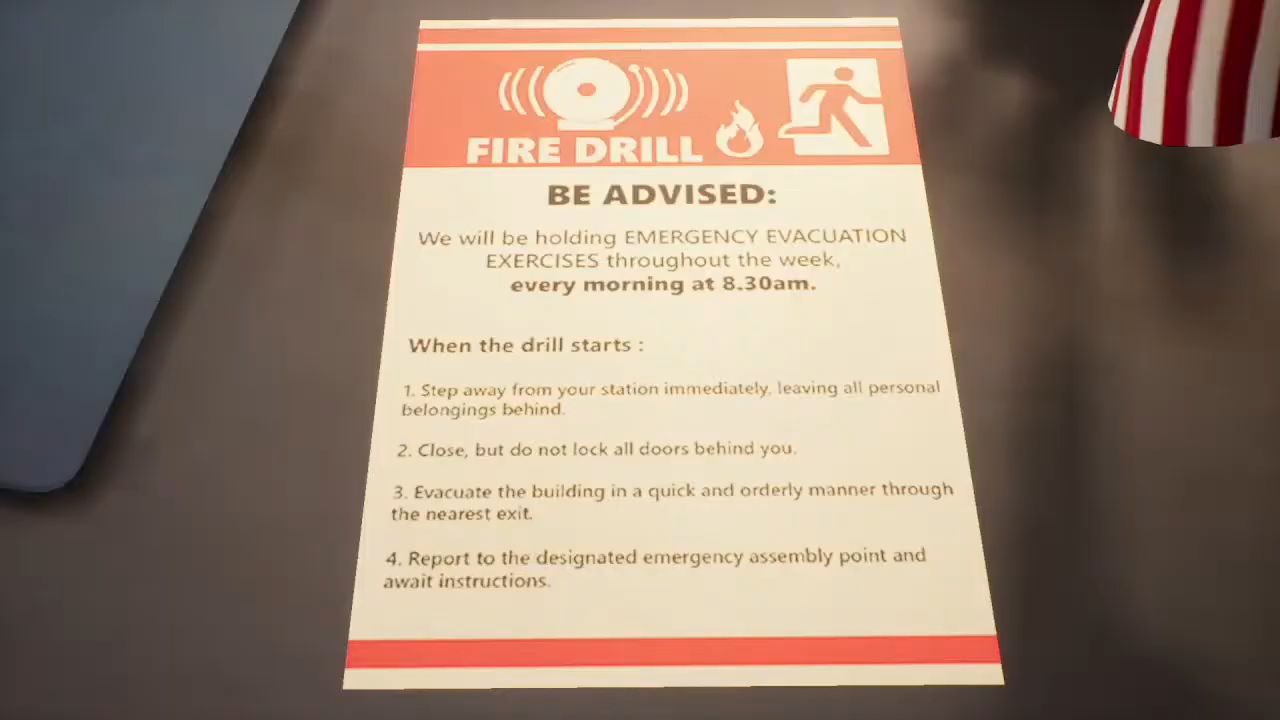 FIRE DRILL
BE ADVISED:
We will be holding EMERGENCY EVACUATION
EXERCISES throughout the week,
every morning at 8.30am.
When the drill starts :
1. Step away from your station immediately, leaving all personal
belongings behind.
2. Close, but do not lock all doors behind you.
3. Evacuate the building in a quick and orderly manner through
the nearest exit.
4. Report to the designated emergency assembly point and
await instructions.